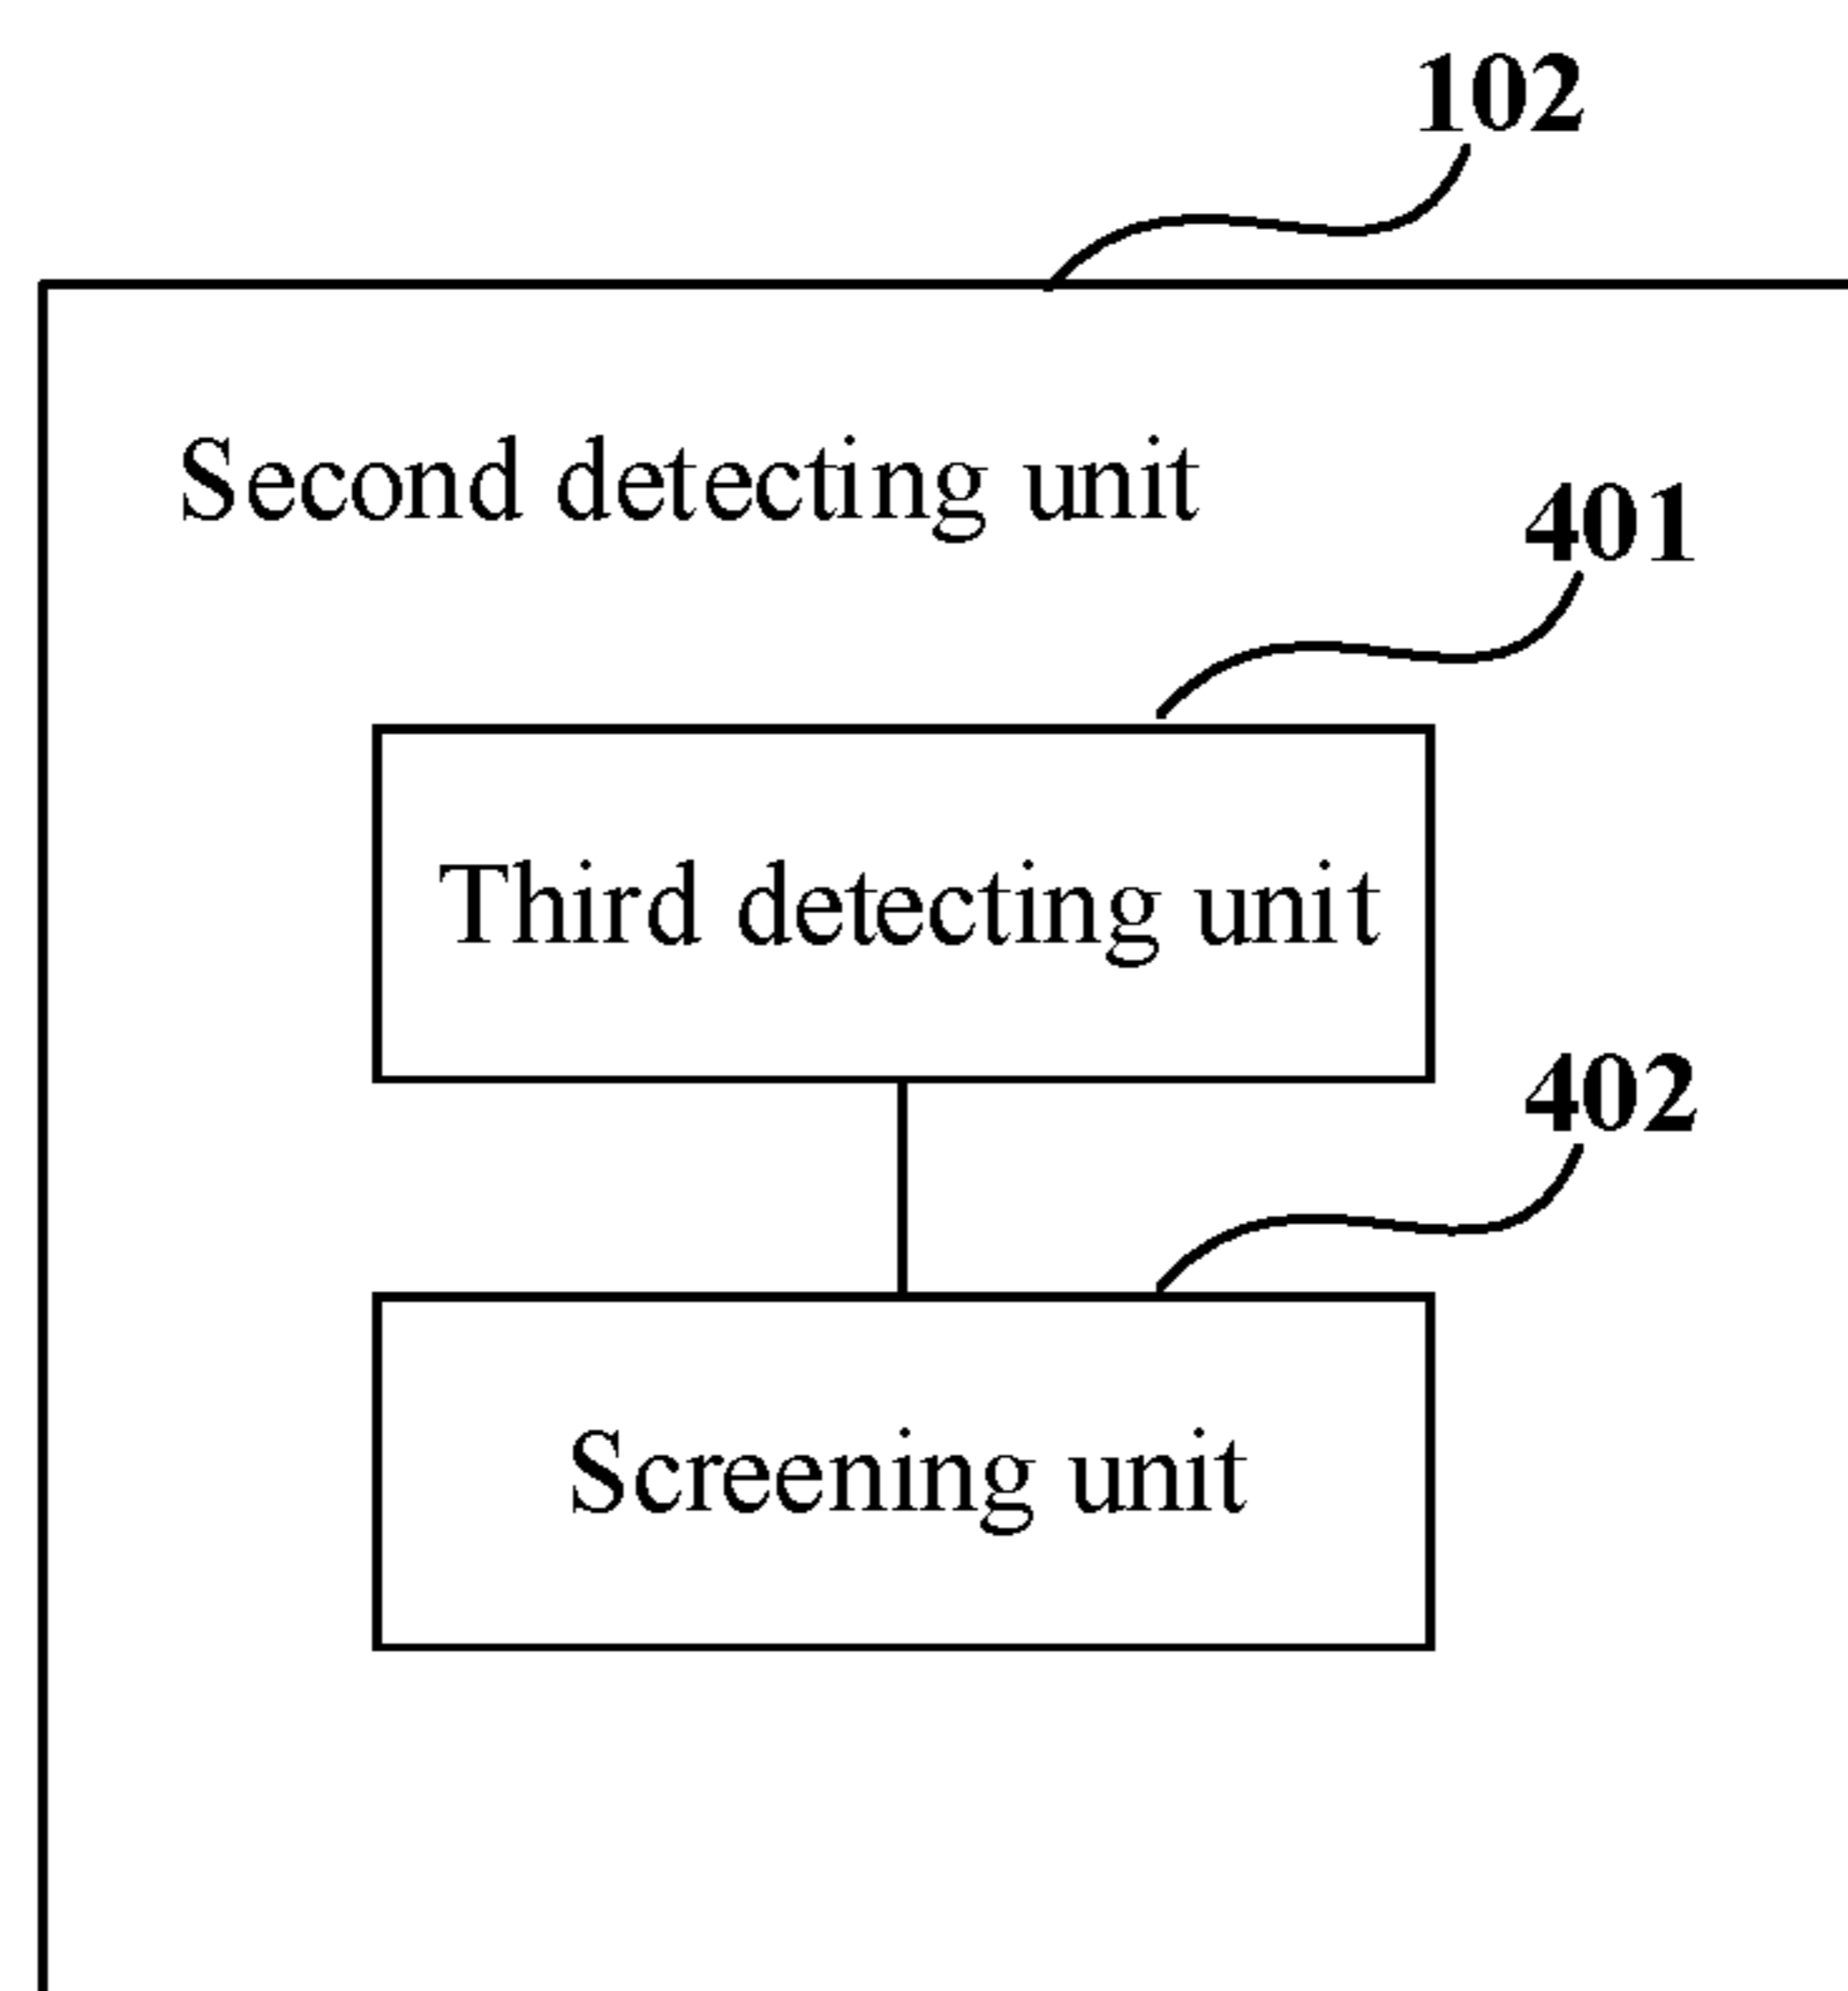 102
Second detecting unit
401
Third detecting unit
402
Screening unit